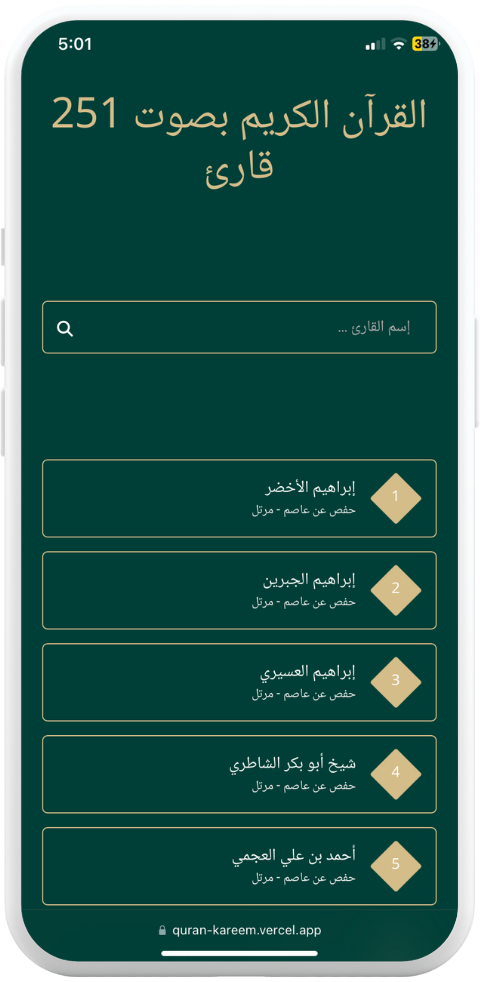 5:01
38
القرآن الكريم بصوت 251
قارئ
إسم القارئ ...
1
إبراهيم الأخضر
حفص عن عاصم - مرتل
2
إبراهيم الجبرين
حفص عن عاصم - مرتل
3
إبراهيم العسيري
حفص عن عاصم - مرتل
4
شيخ أبو بكر الشاطري
حفص عن عاصم - مرتل
5
أحمد بن علي العجمي
حفص عن عاصم - مرتل
quran-kareem.vercel.app